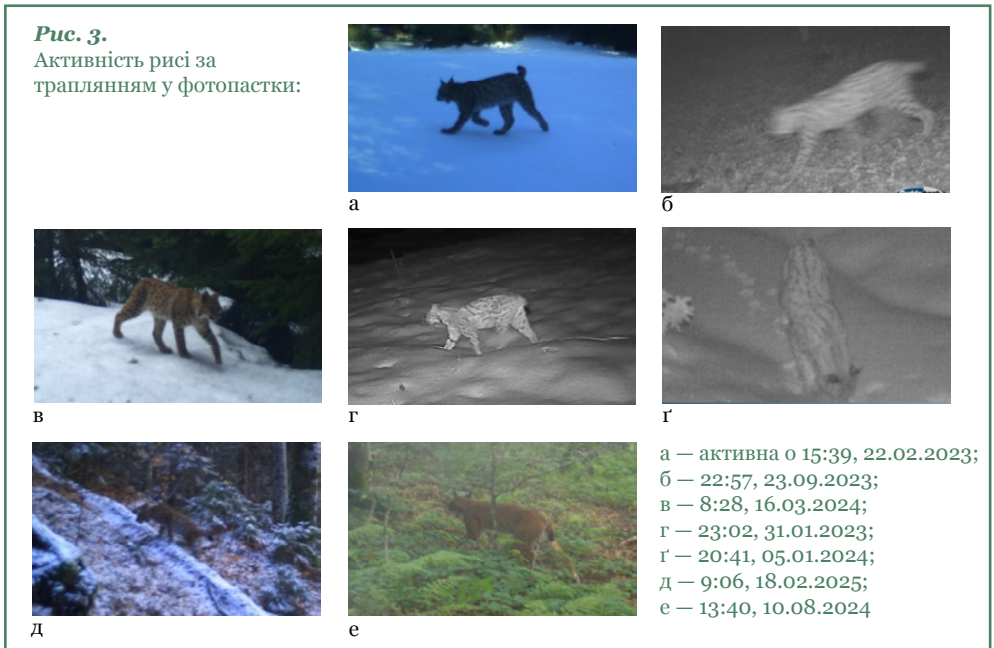 Рис. 3.
Активність рисі за
траплянням у фотопастки:
а
б
в
г
ґ
д
е
а — активна о 15:39, 22.02.2023;
б — 22:57, 23.09.2023;
в — 8:28, 16.03.2024;
г — 23:02, 31.01.2023;
ґ — 20:41, 05.01.2024;
д — 9:06, 18.02.2025;
е — 13:40, 10.08.2024